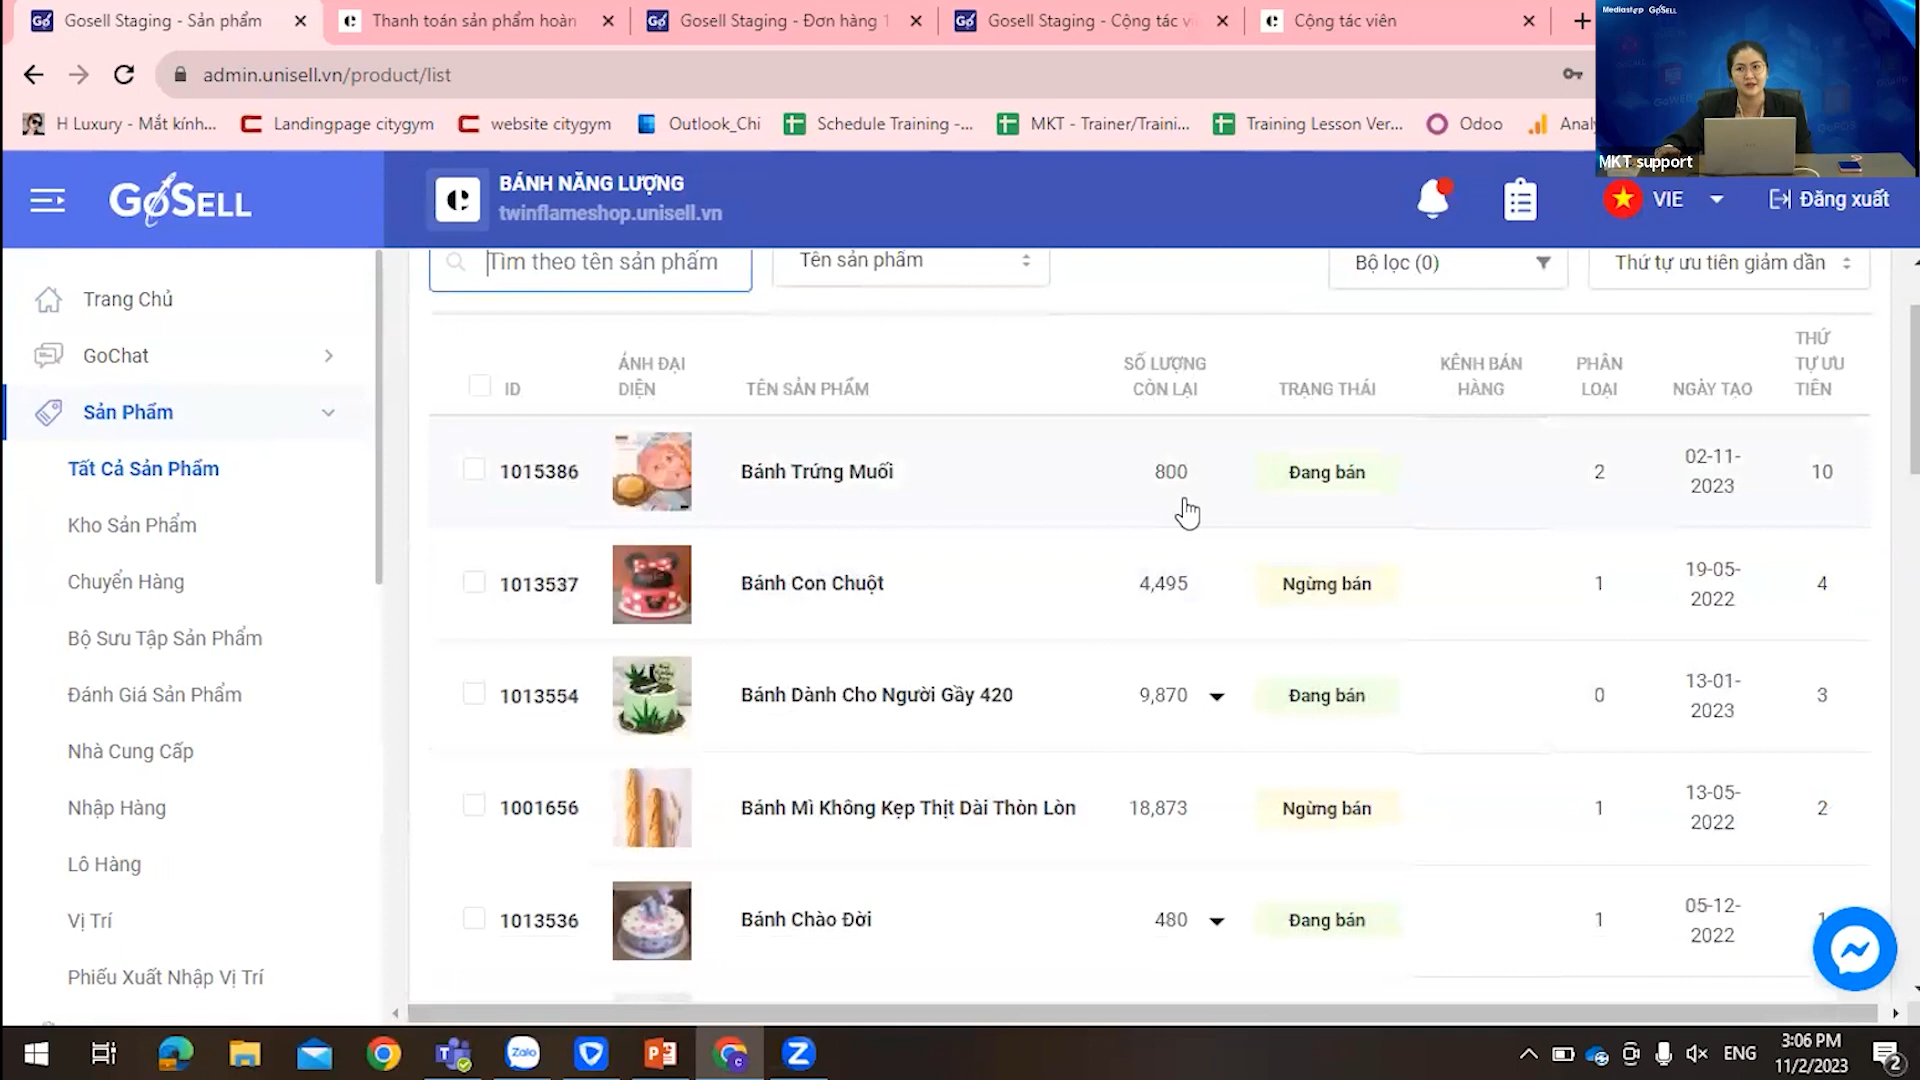 Gosell Staging - Sản phẩm
Thanh toán sản phẩm hoàn
Gosell Staging - Đơn hàng 1
Gosell Staging - Cộng tác vi
Cộng tác viên
Mediastep GoSELL
admin.unisell.vn/product/list
H Luxury - Mắt kính...
Landingpage citygym
website citygym
Outlook_Chi
Schedule Training -...
MKT - Trainer/Traini...
Training Lesson Ver...
Odoo
Analy
MKT support
GoSELL
BÁNH NĂNG LƯỢNG
twinflameshop.unisell.vn
VIE
Đăng xuất
Tìm theo tên sản phẩm
Tên sản phẩm
Bộ lọc (0)
Thứ tự ưu tiên giảm dần
Trang Chủ
GoChat
Sản Phẩm
Tất Cả Sản Phẩm
Kho Sản Phẩm
Chuyển Hàng
Bộ Sưu Tập Sản Phẩm
Đánh Giá Sản Phẩm
Nhà Cung Cấp
Nhập Hàng
Lô Hàng
Vị Trí
Phiếu Xuất Nhập Vị Trí
ID
ẢNH ĐẠI
DIỆN
TÊN SẢN PHẨM
SỐ LƯỢNG
CÒN LẠI
TRẠNG THÁI
KÊNH BÁN
HÀNG
PHÂN
LOẠI
NGÀY TẠO
THỨ
TỰ ƯU
TIÊN
1015386
Bánh Trứng Muối
800
Đang bán
2
02-11-
2023
10
1013537
Bánh Con Chuột
4,495
Ngừng bán
1
19-05-
2022
4
1013554
Bánh Dành Cho Người Gầy 420
9,870
Đang bán
0
13-01-
2023
3
1001656
Bánh Mì Không Kẹp Thịt Dài Thòn Lòn
18,873
Ngừng bán
1
13-05-
2022
2
1013536
Bánh Chào Đời
480
Đang bán
1
05-12-
2022
1
Zalo
ENG
3:06 PM
11/2/2023
2